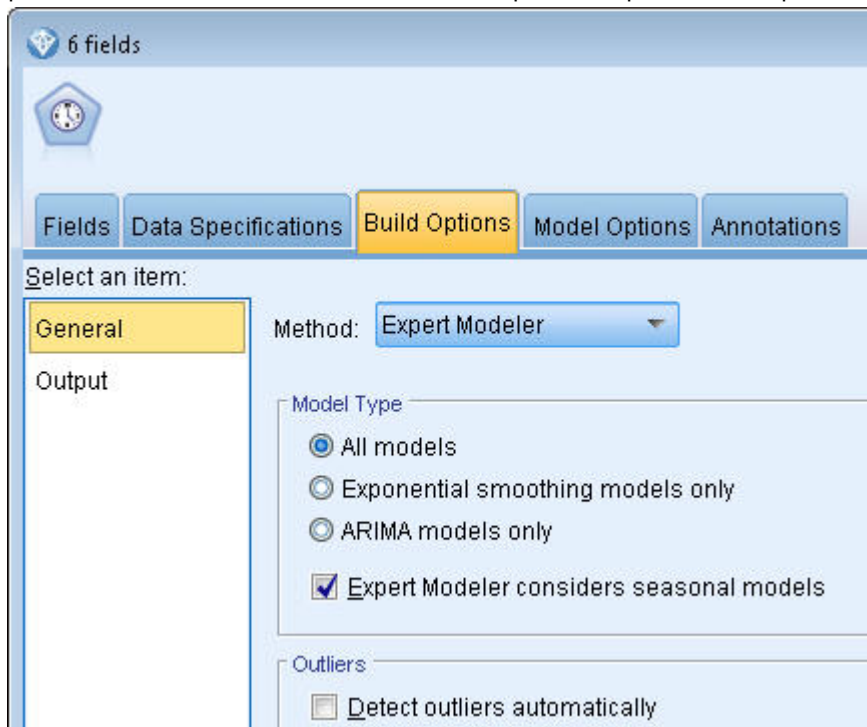 6 fields
Fields Data Specifications Build Options Model Options Annotations
Select an item:
General
Output
Method: Expert Modeler
Model Type
All models
Exponential smoothing models only
ARIMA models only
Expert Modeler considers seasonal models
Outliers
Detect outliers automatically